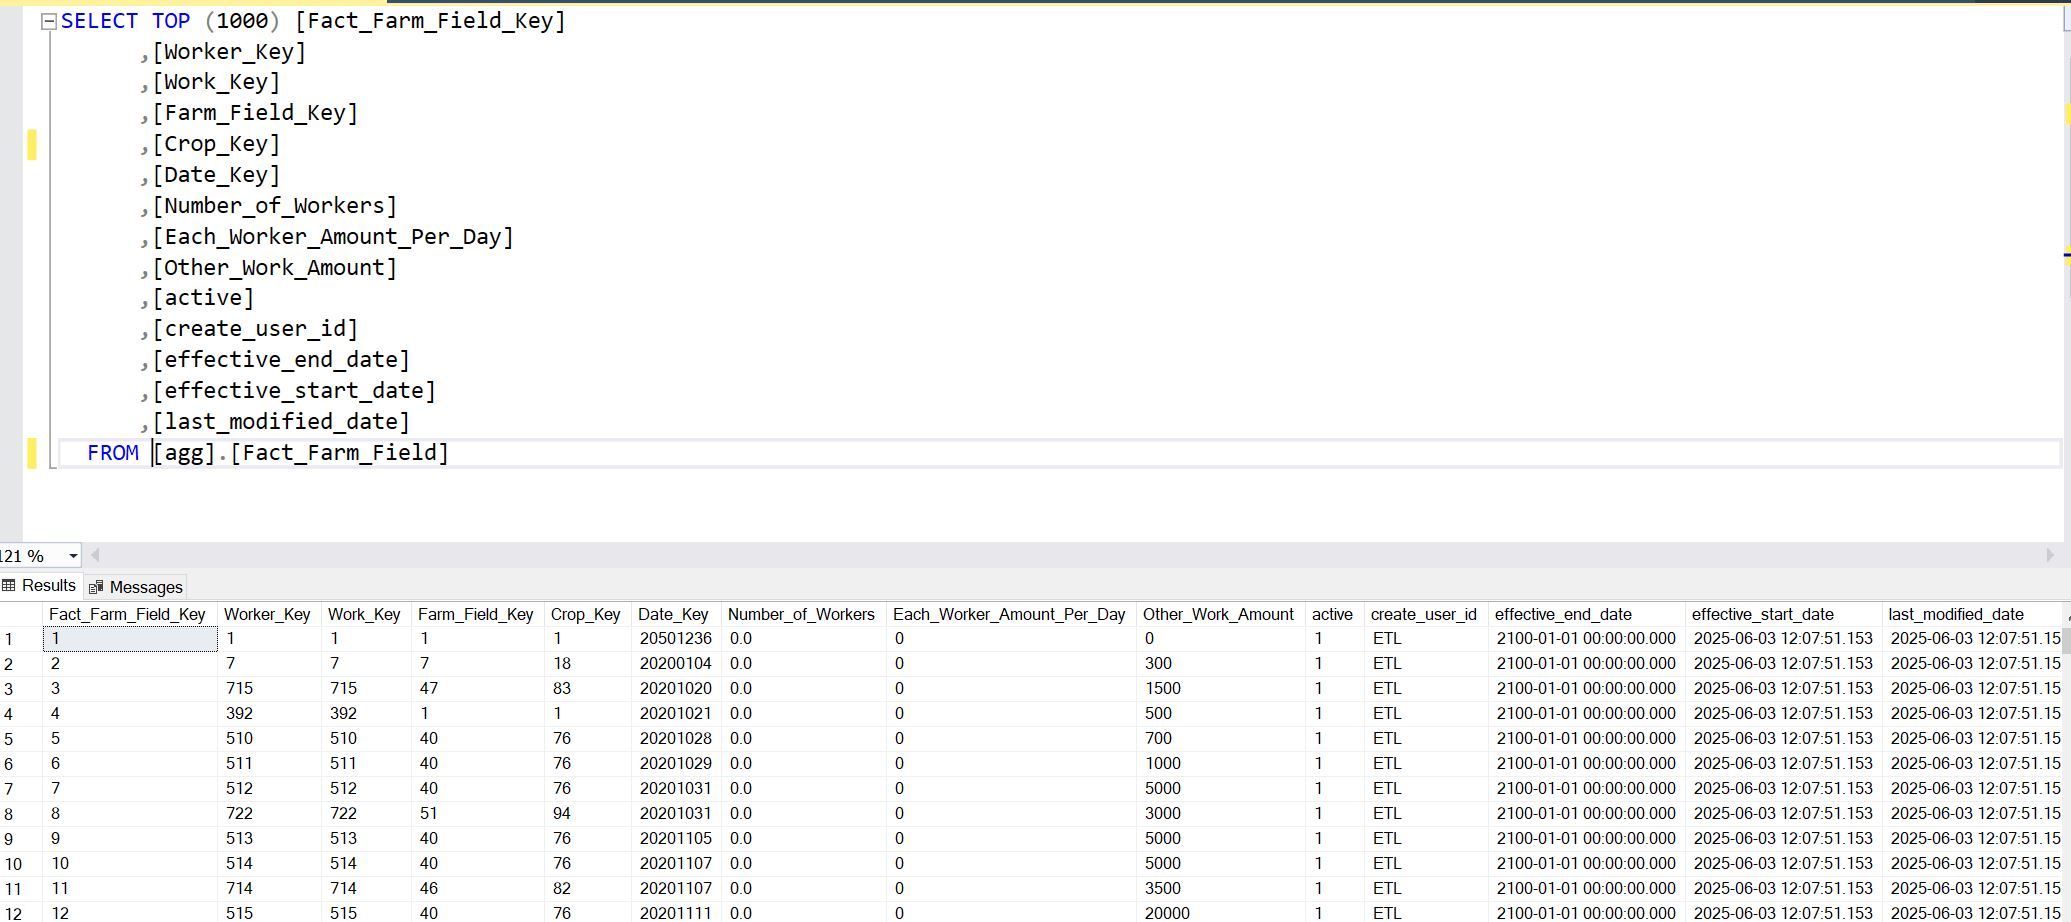 SELECT TOP (1000) [Fact_Farm_Field_Key]
,[Worker_Key]
,[Work_Key]
,[Farm_Field_Key]
,[Crop_Key]
,[Date_Key]
,[Number_of_Workers]
,[Each_Worker_Amount_Per_Day]
,[Other_Work_Amount]
,[active]
,[create_user_id]
,[effective_end_date]
,[effective_start_date]
,[last_modified_date]
FROM [agg].[Fact_Farm_Field]
121 %
Results Messages
Fact_Farm_Field_Key Worker_Key Work_Key Farm_Field_Key Crop_Key Date_Key Number_of_Workers Each_Worker_Amount_Per_Day Other_Work_Amount active create_user_id effective_end_date effective_start_date last_modified_date
1 1 1 1 1 1 20501236 0.0 0 0 1 ETL 2100-01-01 00:00:00.000 2025-06-03 12:07:51.153 2025-06-03 12:07:51.15
2 2 7 7 7 18 20200104 0.0 0 300 1 ETL 2100-01-01 00:00:00.000 2025-06-03 12:07:51.153 2025-06-03 12:07:51.15
3 3 715 715 47 83 20201020 0.0 0 1500 1 ETL 2100-01-01 00:00:00.000 2025-06-03 12:07:51.153 2025-06-03 12:07:51.15
4 4 392 392 1 1 20201021 0.0 0 500 1 ETL 2100-01-01 00:00:00.000 2025-06-03 12:07:51.153 2025-06-03 12:07:51.15
5 5 510 510 40 76 20201028 0.0 0 700 1 ETL 2100-01-01 00:00:00.000 2025-06-03 12:07:51.153 2025-06-03 12:07:51.15
6 6 511 511 40 76 20201029 0.0 0 1000 1 ETL 2100-01-01 00:00:00.000 2025-06-03 12:07:51.153 2025-06-03 12:07:51.15
7 7 512 512 40 76 20201031 0.0 0 5000 1 ETL 2100-01-01 00:00:00.000 2025-06-03 12:07:51.153 2025-06-03 12:07:51.15
8 8 722 722 51 94 20201031 0.0 0 3000 1 ETL 2100-01-01 00:00:00.000 2025-06-03 12:07:51.153 2025-06-03 12:07:51.15
9 9 513 513 40 76 20201105 0.0 0 5000 1 ETL 2100-01-01 00:00:00.000 2025-06-03 12:07:51.153 2025-06-03 12:07:51.15
10 10 514 514 40 76 20201107 0.0 0 5000 1 ETL 2100-01-01 00:00:00.000 2025-06-03 12:07:51.153 2025-06-03 12:07:51.15
11 11 714 714 46 82 20201107 0.0 0 3500 1 ETL 2100-01-01 00:00:00.000 2025-06-03 12:07:51.153 2025-06-03 12:07:51.15
12 12 515 515 40 76 20201111 0.0 0 20000 1 ETL 2100-01-01 00:00:00.000 2025-06-03 12:07:51.153 2025-06-03 12:07:51.15